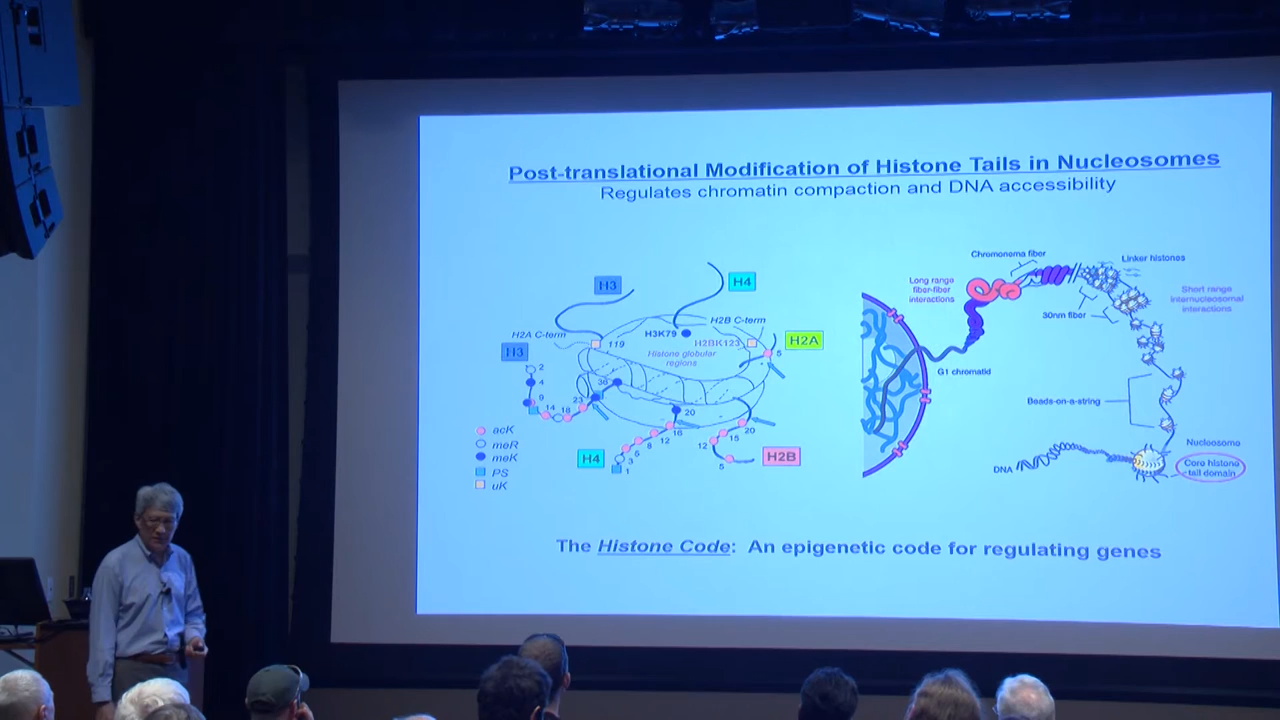 Post-translational Modification of Histone Tails in Nucleosomes
Regulates chromatin compaction and DNA accessibility
H3
H4
H2A C-term
119
H3K79
H2B C-term
H2BK123
Histone globular
regions
H2A
5
H3
2
4
9
14
18
23
36
20
16
12
8
5
3
1
H4
20
15
12
5
H2B
acK
meR
meK
PS
uK
Chromonema fiber
Linker histones
Long range
fiber-fiber
interactions
Short range
internucleosomal
interactions
30nm fiber
G1 chromatid
Beads-on-a-string
Nucleosome
DNA
Core histone
tail domain
The Histone Code: An epigenetic code for regulating genes